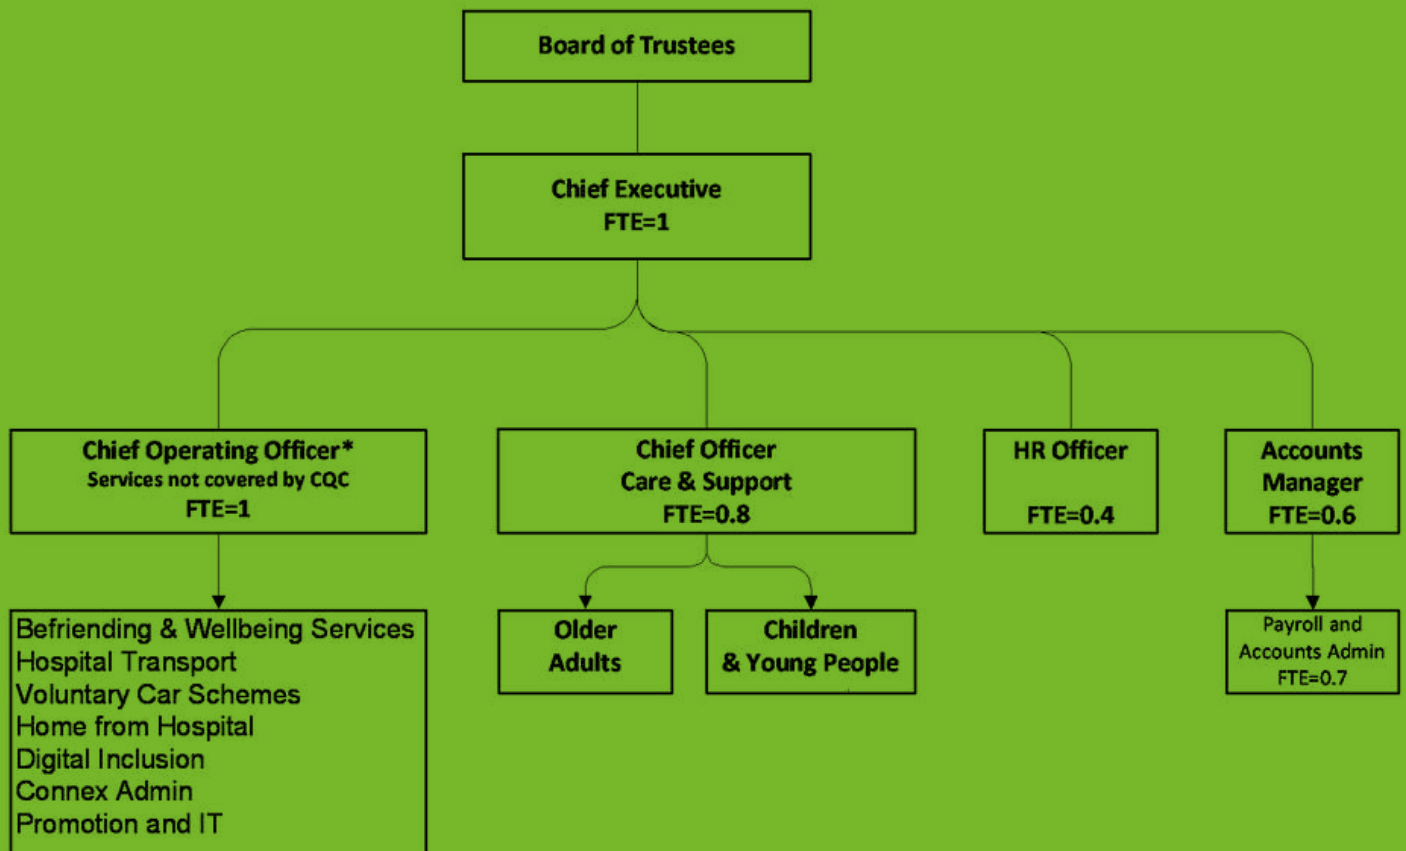 Board of Trustees
Chief Executive
FTE=1
Chief Operating Officer*
Services not covered by CQC
FTE=1
Chief Officer
Care & Support
FTE=0.8
HR Officer
FTE=0.4
Accounts
Manager
FTE=0.6
Befriending & Wellbeing Services
Hospital Transport
Voluntary Car Schemes
Home from Hospital
Digital Inclusion
Connex Admin
Promotion and IT
Older
Adults
Children
& Young People
Payroll and
Accounts Admin
FTE=0.7